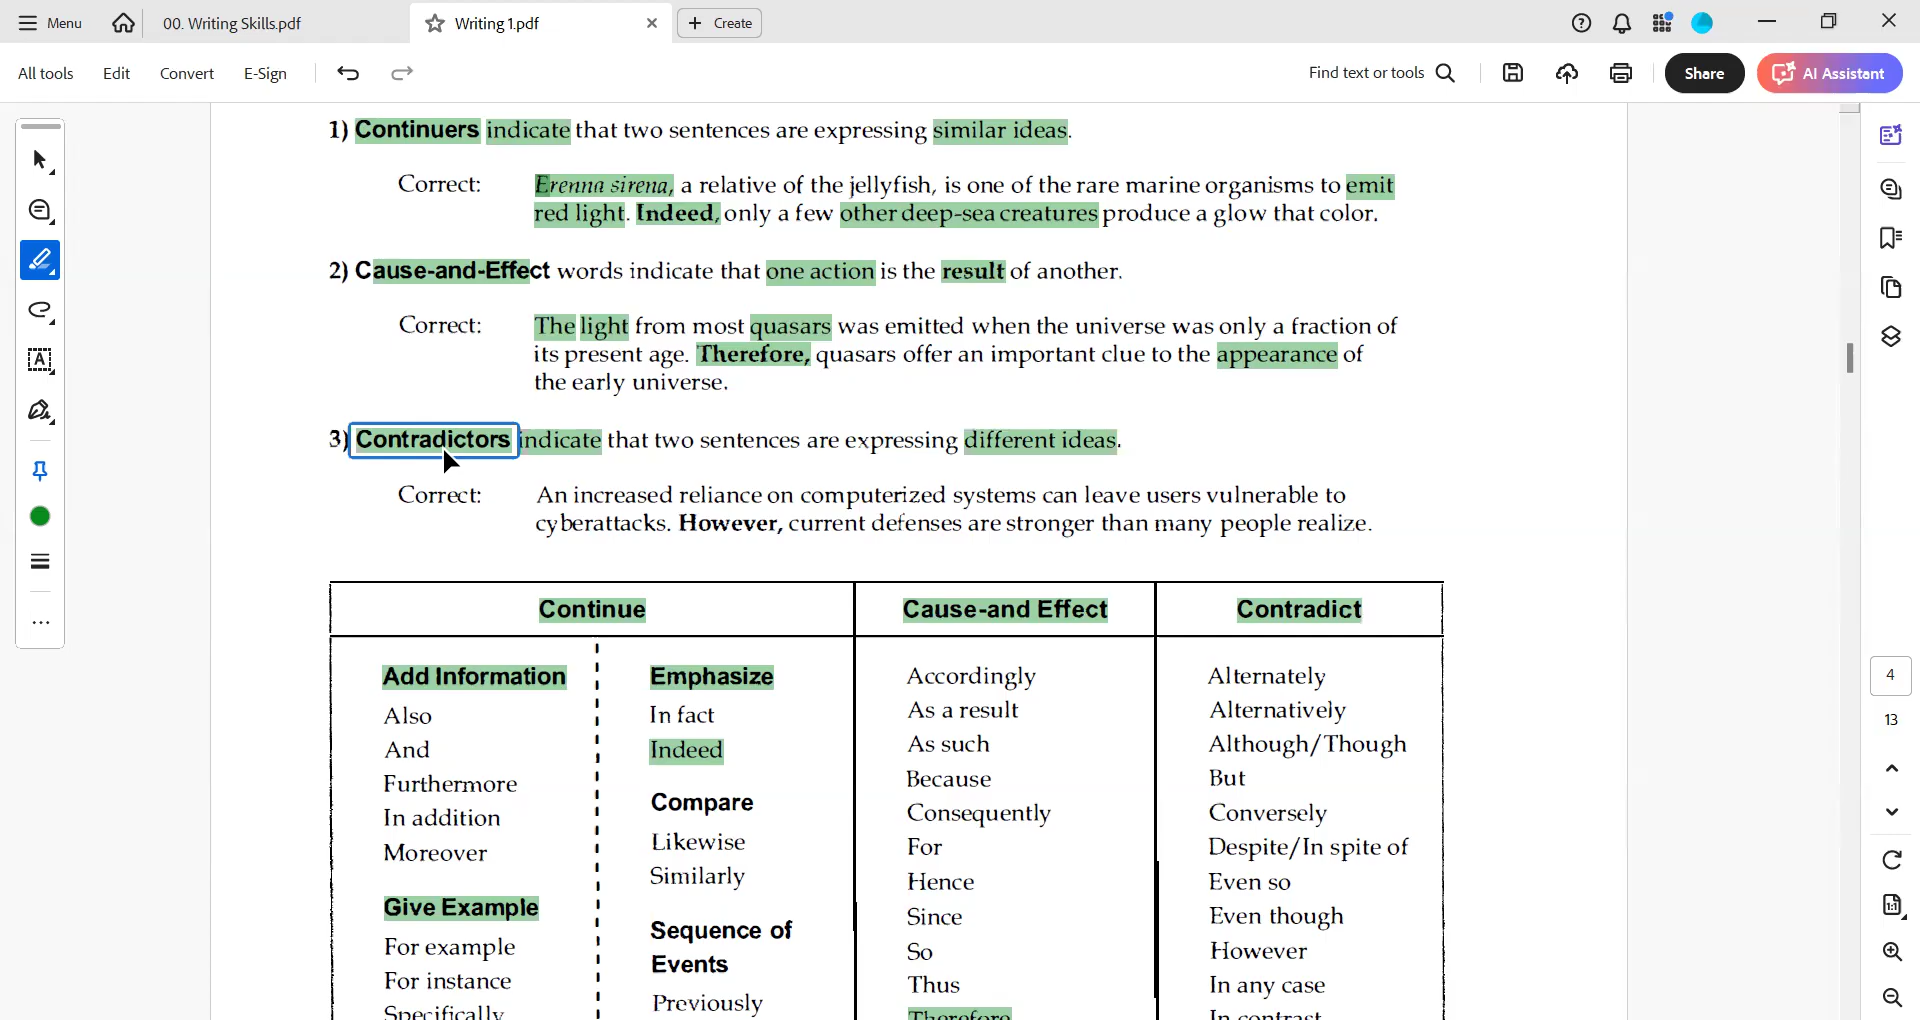 Menu
00. Writing Skills.pdf
Writing 1.pdf
Create
All tools
Edit
Convert
E-Sign
Find text or tools
Share
AI Assistant
1) Continuers indicate that two sentences are expressing similar ideas.
Correct: Erenna sirena, a relative of the jellyfish, is one of the rare marine organisms to emit
red light. Indeed, only a few other deep-sea creatures produce a glow that color.
2) Cause-and-Effect words indicate that one action is the result of another.
Correct: The light from most quasars was emitted when the universe was only a fraction of
its present age. Therefore, quasars offer an important clue to the appearance of
the early universe.
3) Contradictors indicate that two sentences are expressing different ideas.
Correct: An increased reliance on computerized systems can leave users vulnerable to
cyberattacks. However, current defenses are stronger than many people realize.
Continue
Cause-and Effect
Contradict
Add Information
Also
And
Furthermore
In addition
Moreover
Give Example
For example
For instance
Specifically
Emphasize
In fact
Indeed
Compare
Likewise
Similarly
Sequence of
Events
Previously
Accordingly
As a result
As such
Because
Consequently
For
Hence
Since
So
Thus
Therefore
Alternately
Alternatively
Although/Though
But
Conversely
Despite/In spite of
Even so
Even though
However
In any case
In contrast
4
13